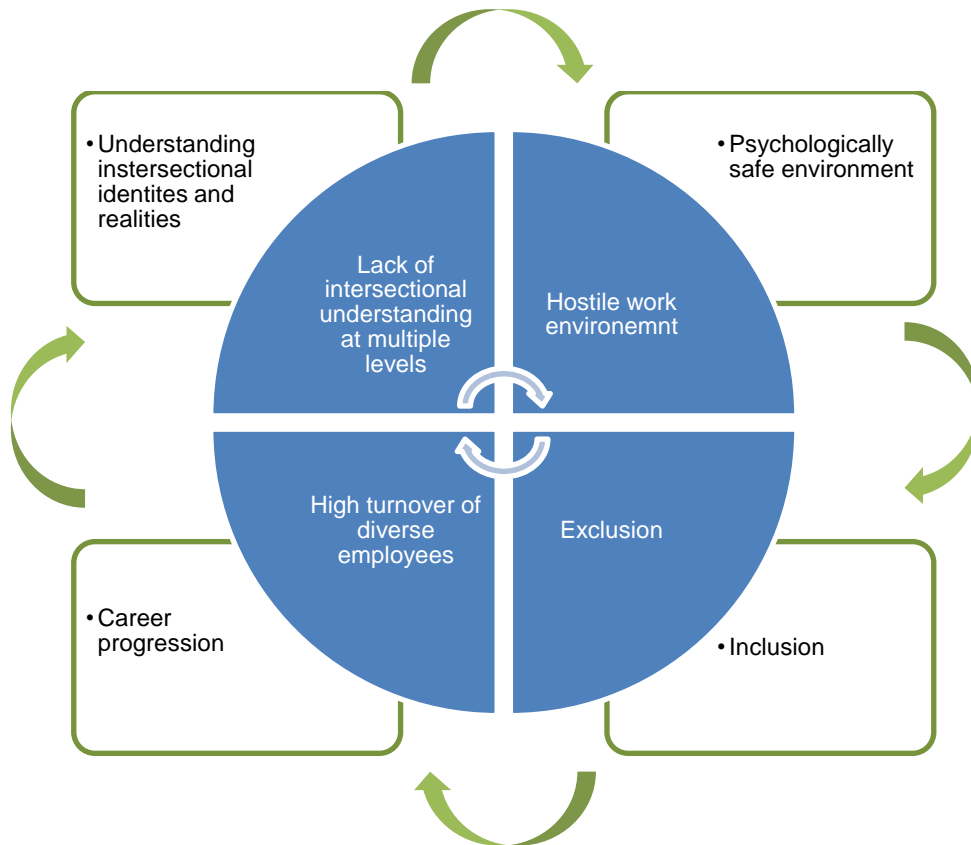 • Understanding
instersectional
identites and
realities
• Psychologically
safe environment
Lack of
intersectional
understanding
at multiple
levels
Hostile work
environemnt
High turnover of
diverse
employees
Exclusion
• Career
progression
• Inclusion